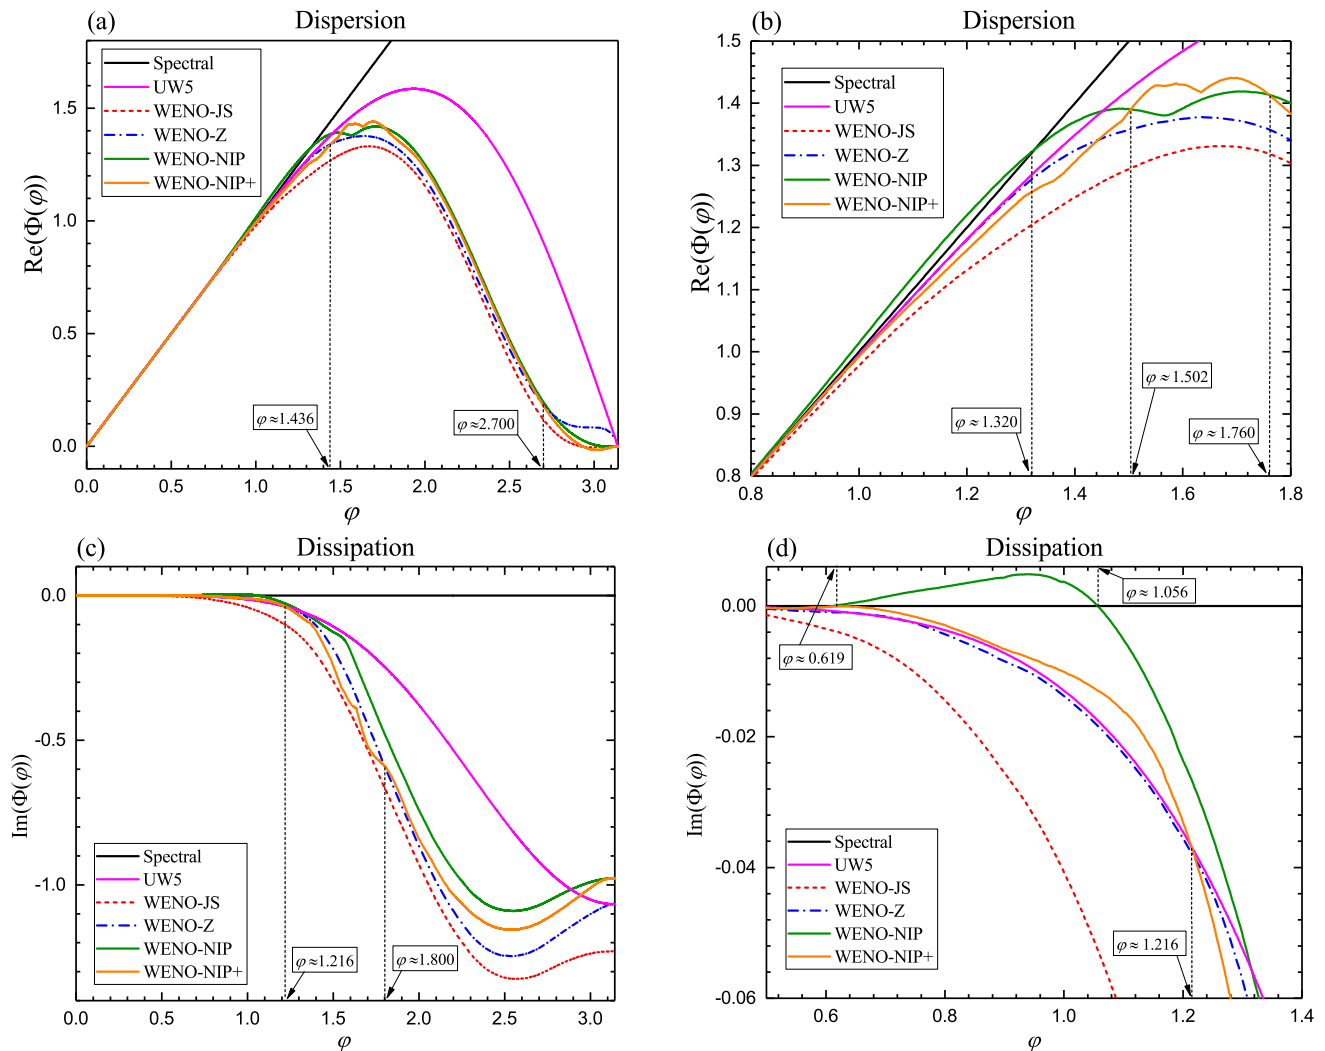 (a)
Dispersion
Spectral
UW5
WENO-JS
WENO-Z
WENO-NIP
WENO-NIP+
Re(Φ(φ))
1.5
1.0
0.5
0.0
φ≈1.436
φ≈2.700
0.0 0.5 1.0 1.5 2.0 2.5 3.0
φ
(b)
Dispersion
Spectral
UW5
WENO-JS
WENO-Z
WENO-NIP
WENO-NIP+
Re(Φ(φ))
1.5
1.4
1.3
1.2
1.1
1.0
0.9
0.8
φ≈1.502
φ≈1.320
φ≈1.760
0.8 1.0 1.2 1.4 1.6 1.8
φ
(c)
Dissipation
Im(Φ(φ))
0.0
-0.5
-1.0
Spectral
UW5
WENO-JS
WENO-Z
WENO-NIP
WENO-NIP+
φ≈1.216
φ≈1.800
0.0 0.5 1.0 1.5 2.0 2.5 3.0
φ
(d)
Dissipation
Im(Φ(φ))
0.00
-0.02
-0.04
-0.06
φ≈1.056
φ≈0.619
Spectral
UW5
WENO-JS
WENO-Z
WENO-NIP
WENO-NIP+
φ≈1.216
0.6 0.8 1.0 1.2 1.4
φ